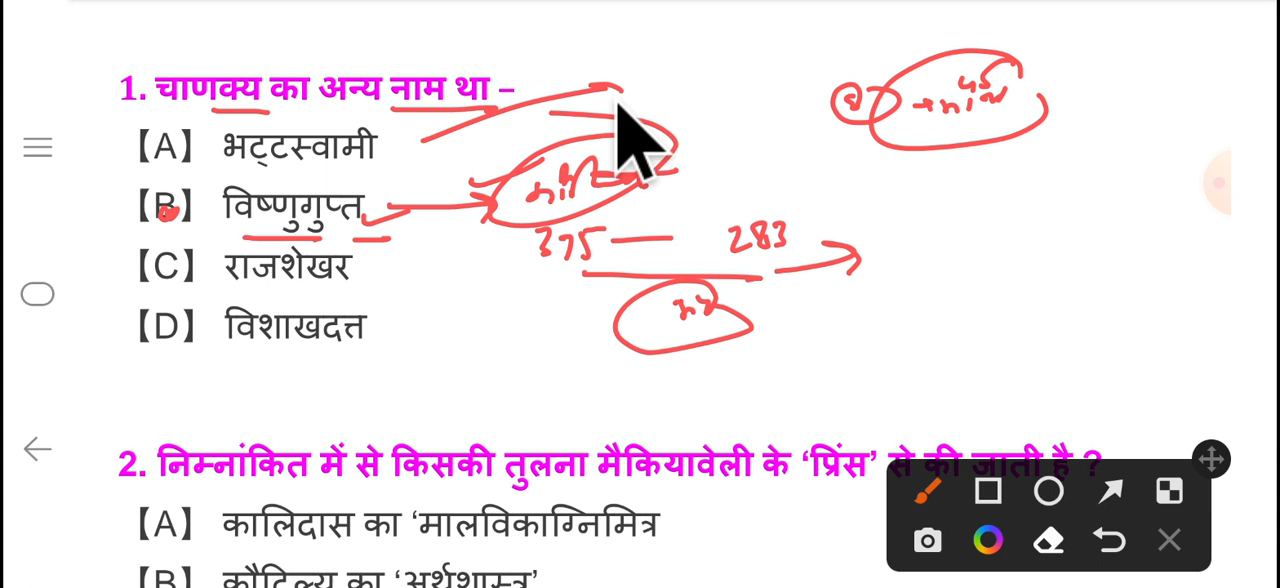 1. चाणक्य का अन्य नाम था –
【A】 भट्टस्वामी
【B】 विष्णुगुप्त
【C】 राजशेखर
【D】 विशाखदत्त
375 — 283
2. निम्नांकित में से किसकी तुलना मैकियावेली के ‘प्रिंस’ से की जाती है ?
【A】 कालिदास का ‘मालविकाग्निमित्र
【B】 कौटिल्य का ‘अर्थशास्त्र’